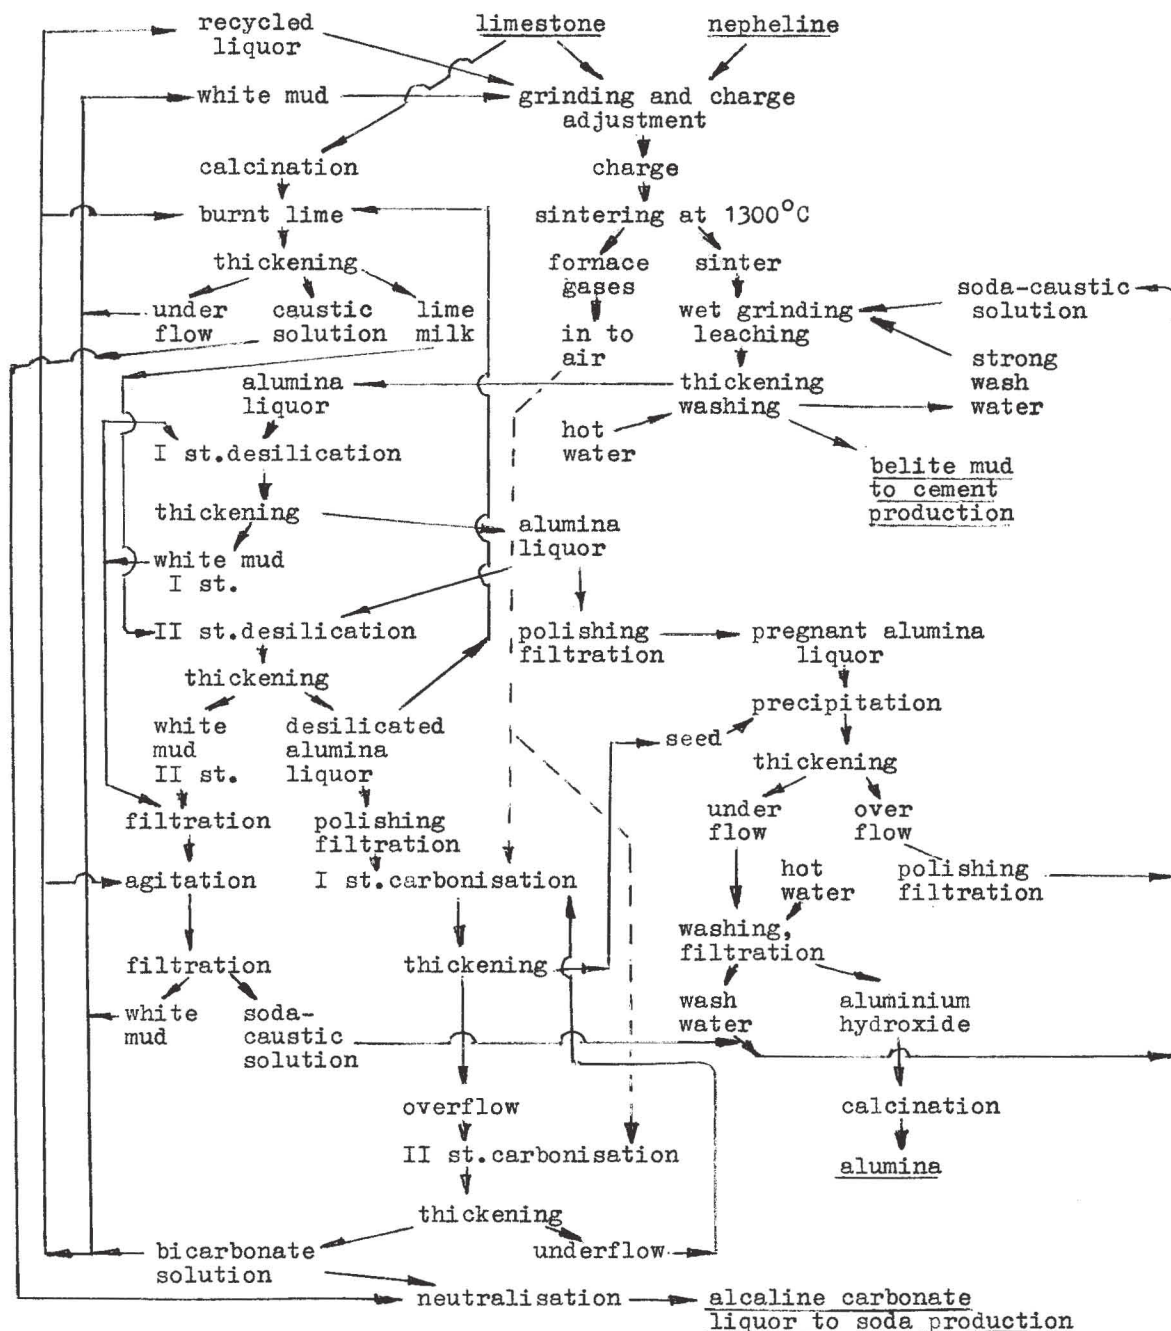 recycled
liquor
limestone
nepheline
white mud
grinding and charge
adjustment
calcination
charge
burnt lime
sintering at 1300°C
thickening
fornace
gases
sinter
under
flow
caustic
solution
lime
milk
in to
air
wet grinding
leaching
soda-caustic
solution
strong
wash
water
alumina
liquor
thickening
washing
hot
water
I st.desilication
belite mud
to cement
production
thickening
alumina
liquor
white mud
I st.
II st.desilication
polishing
filtration
pregnant alumina
liquor
thickening
precipitation
white
mud
II st.
desilicated
alumina
liquor
seed
thickening
under
flow
over
flow
filtration
polishing
filtration
agitation
I st.carbonisation
hot
water
polishing
filtration
washing,
filtration
filtration
thickening
white
mud
soda-
caustic
solution
wash
water
aluminium
hydroxide
overflow
calcination
II st.carbonisation
alumina
thickening
bicarbonate
solution
underflow
neutralisation
alcaline carbonate
liquor to soda production